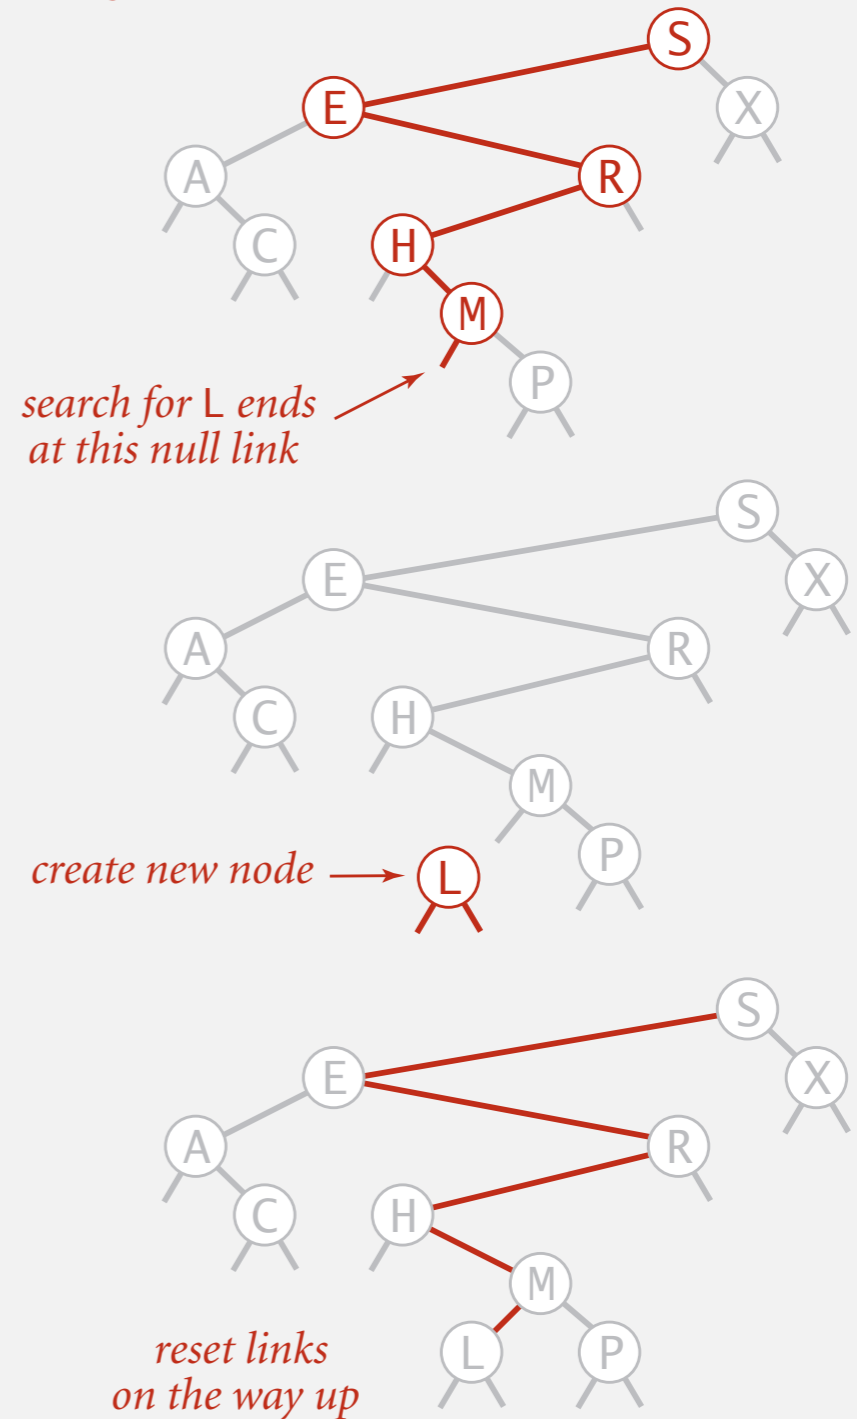 S
E
X
A
R
C
H
M
P
search for L ends
at this null link
S
E
X
A
R
C
H
M
P
create new node
L
S
E
X
A
R
C
H
M
L
P
reset links
on the way up